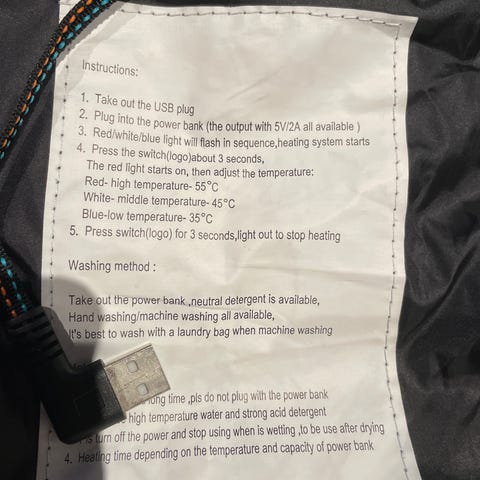 Instructions:
1. Take out the USB plug
2. Plug into the power bank (the output with 5V/2A all available )
3. Red/white/blue light will flash in sequence,heating system starts
4. Press the switch(logo)about 3 seconds,
The red light starts on, then adjust the temperature:
Red- high temperature- 55°C
White- middle temperature- 45°C
Blue-low temperature- 35°C
5. Press switch(logo) for 3 seconds,light out to stop heating
Washing method :
Take out the power bank ,neutral detergent is available,
Hand washing/machine washing all available,
It's best to wash with a laundry bag when machine washing
long time ,pls do not plug with the power bank
high temperature water and strong acid detergent
turn off the power and stop using when is wetting ,to be use after drying
4. Heating time depending on the temperature and capacity of power bank